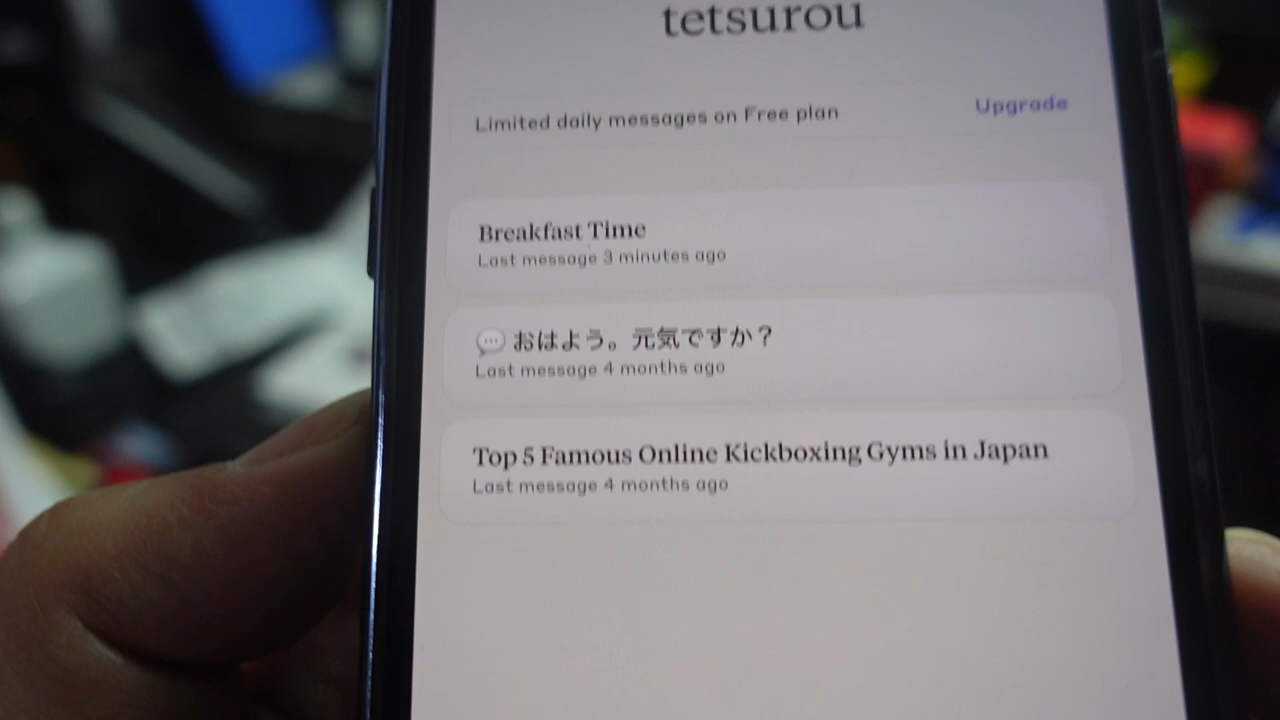 tetsurou
Limited daily messages on Free plan
Upgrade
Breakfast Time
Last message 3 minutes ago
おはよう。元気ですか？
Last message 4 months ago
Top 5 Famous Online Kickboxing Gyms in Japan
Last message 4 months ago